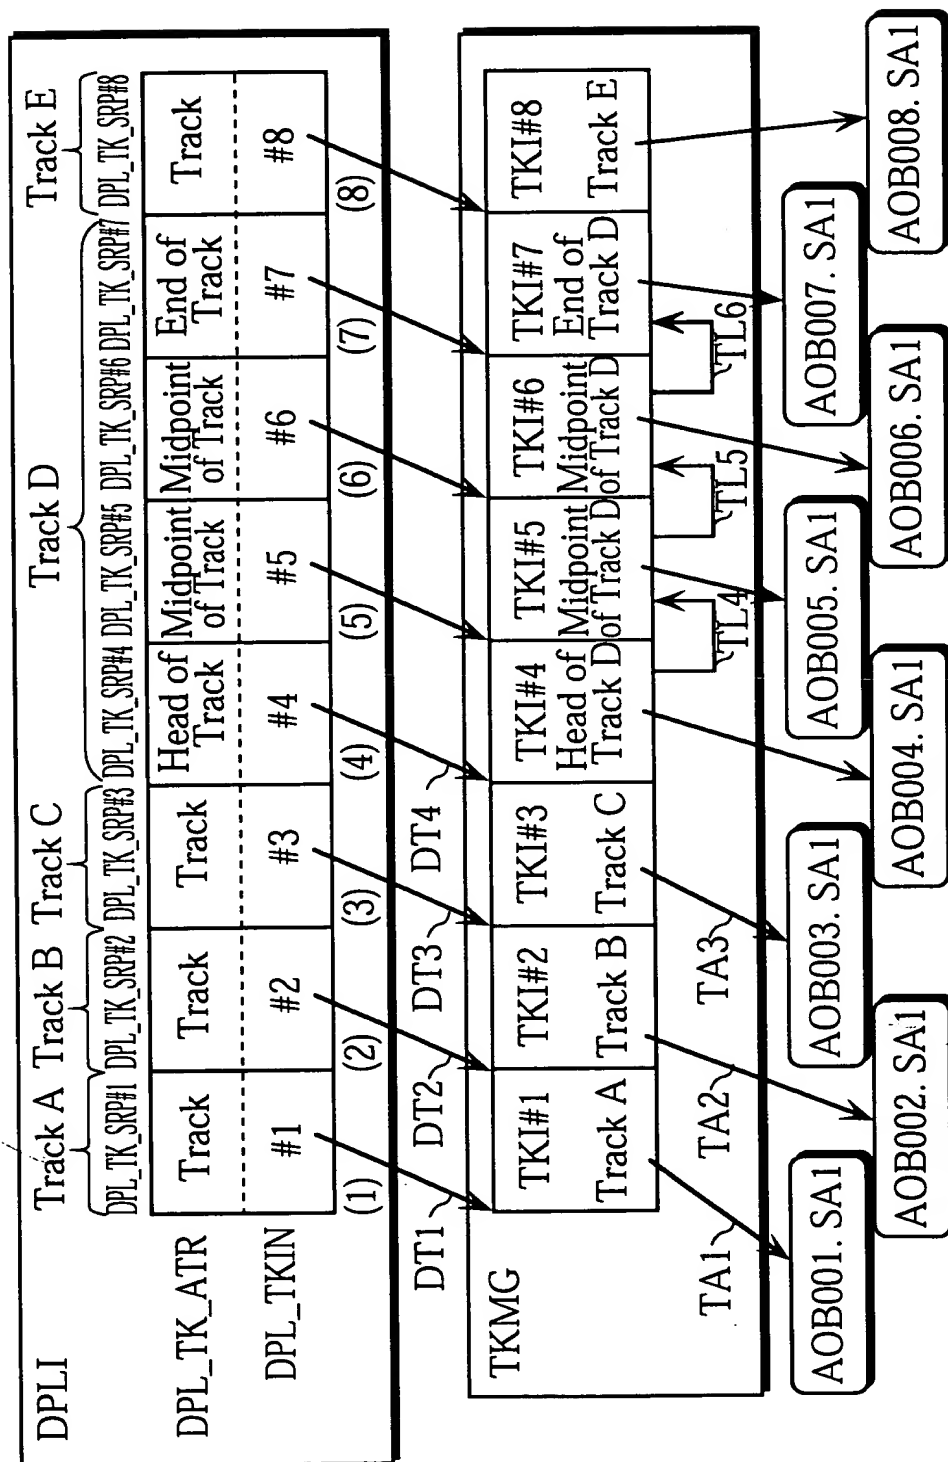 DPLI
Track A
Track B
Track C
Track D
Track E
DPL_TK_SRP#1
DPL_TK_SRP#2
DPL_TK_SRP#3
DPL_TK_SRP#4
DPL_TK_SRP#5
DPL_TK_SRP#6
DPL_TK_SRP#7
DPL_TK_SRP#8
DPL_TK_ATR
Track
Track
Track
Head of
Track
Midpoint
of Track
Midpoint
of Track
End of
Track
Track
DPL_TKIN
#1
#2
#3
#4
#5
#6
#7
#8
(1)
(2)
(3)
(4)
(5)
(6)
(7)
(8)
DT1
DT2
DT3
DT4
TKMG
TKI#1
Track A
TKI#2
Track B
TKI#3
Track C
TKI#4
Head of
Track D
TKI#5
Midpoint
of Track D
TKI#6
Midpoint
of Track D
TKI#7
End of
Track D
TKI#8
Track E
TA1
TA2
TA3
TL4
TL5
TL6
AOB001. SA1
AOB003. SA1
AOB005. SA1
AOB007. SA1
AOB002. SA1
AOB004. SA1
AOB006. SA1
AOB008. SA1